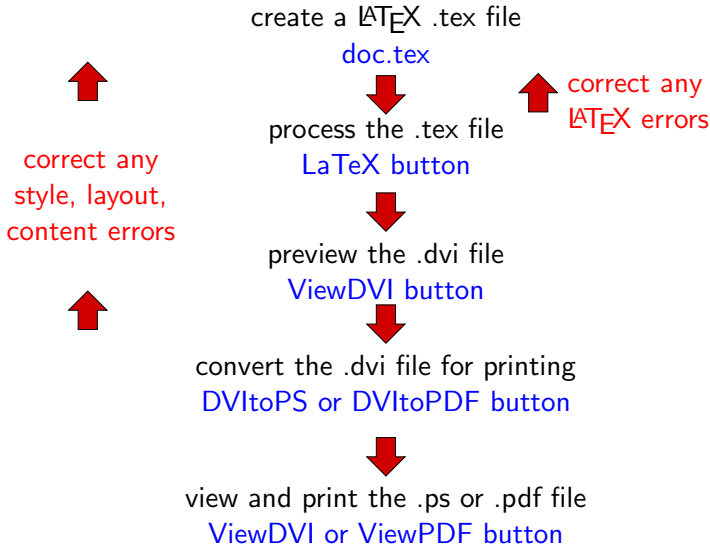 create a LATEX .tex file
doc.tex
correct any
LATEX errors
process the .tex file
LaTeX button
correct any
style, layout,
content errors
preview the .dvi file
ViewDVI button
convert the .dvi file for printing
DVItoPS or DVItoPDF button
view and print the .ps or .pdf file
ViewDVI or ViewPDF button